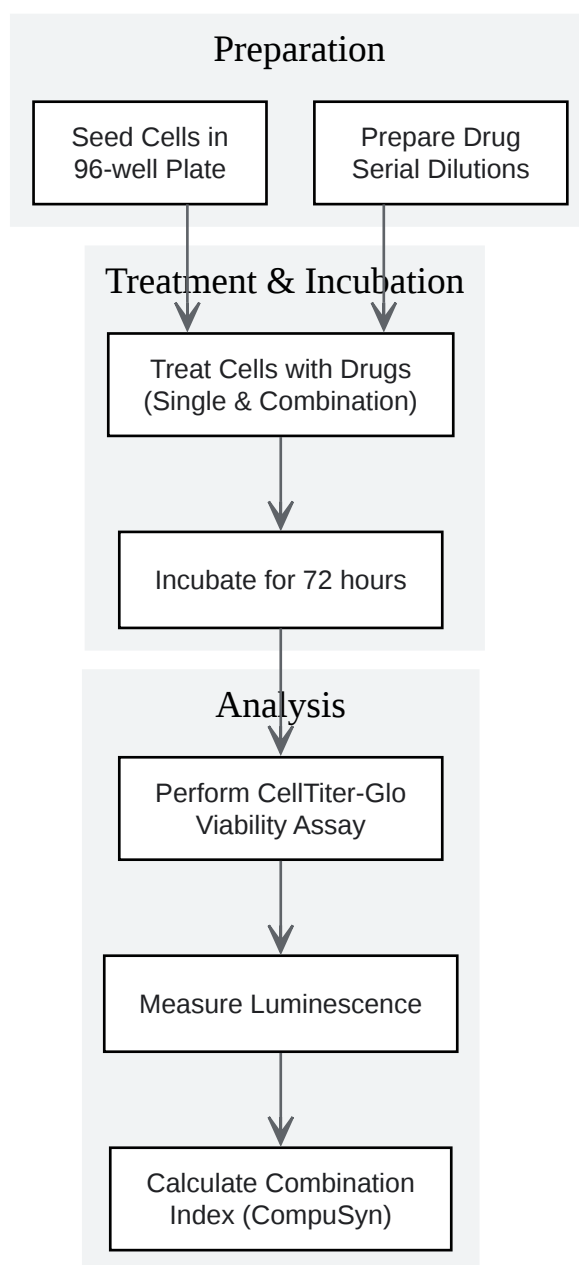 Preparation
Seed Cells in
96-well Plate
Prepare Drug
Serial Dilutions
Treatment & Incubation
Treat Cells with Drugs
(Single & Combination)
Incubate for 72 hours
Analysis
Perform CellTiter-Glo
Viability Assay
Measure Luminescence
Calculate Combination
Index (CompuSyn)